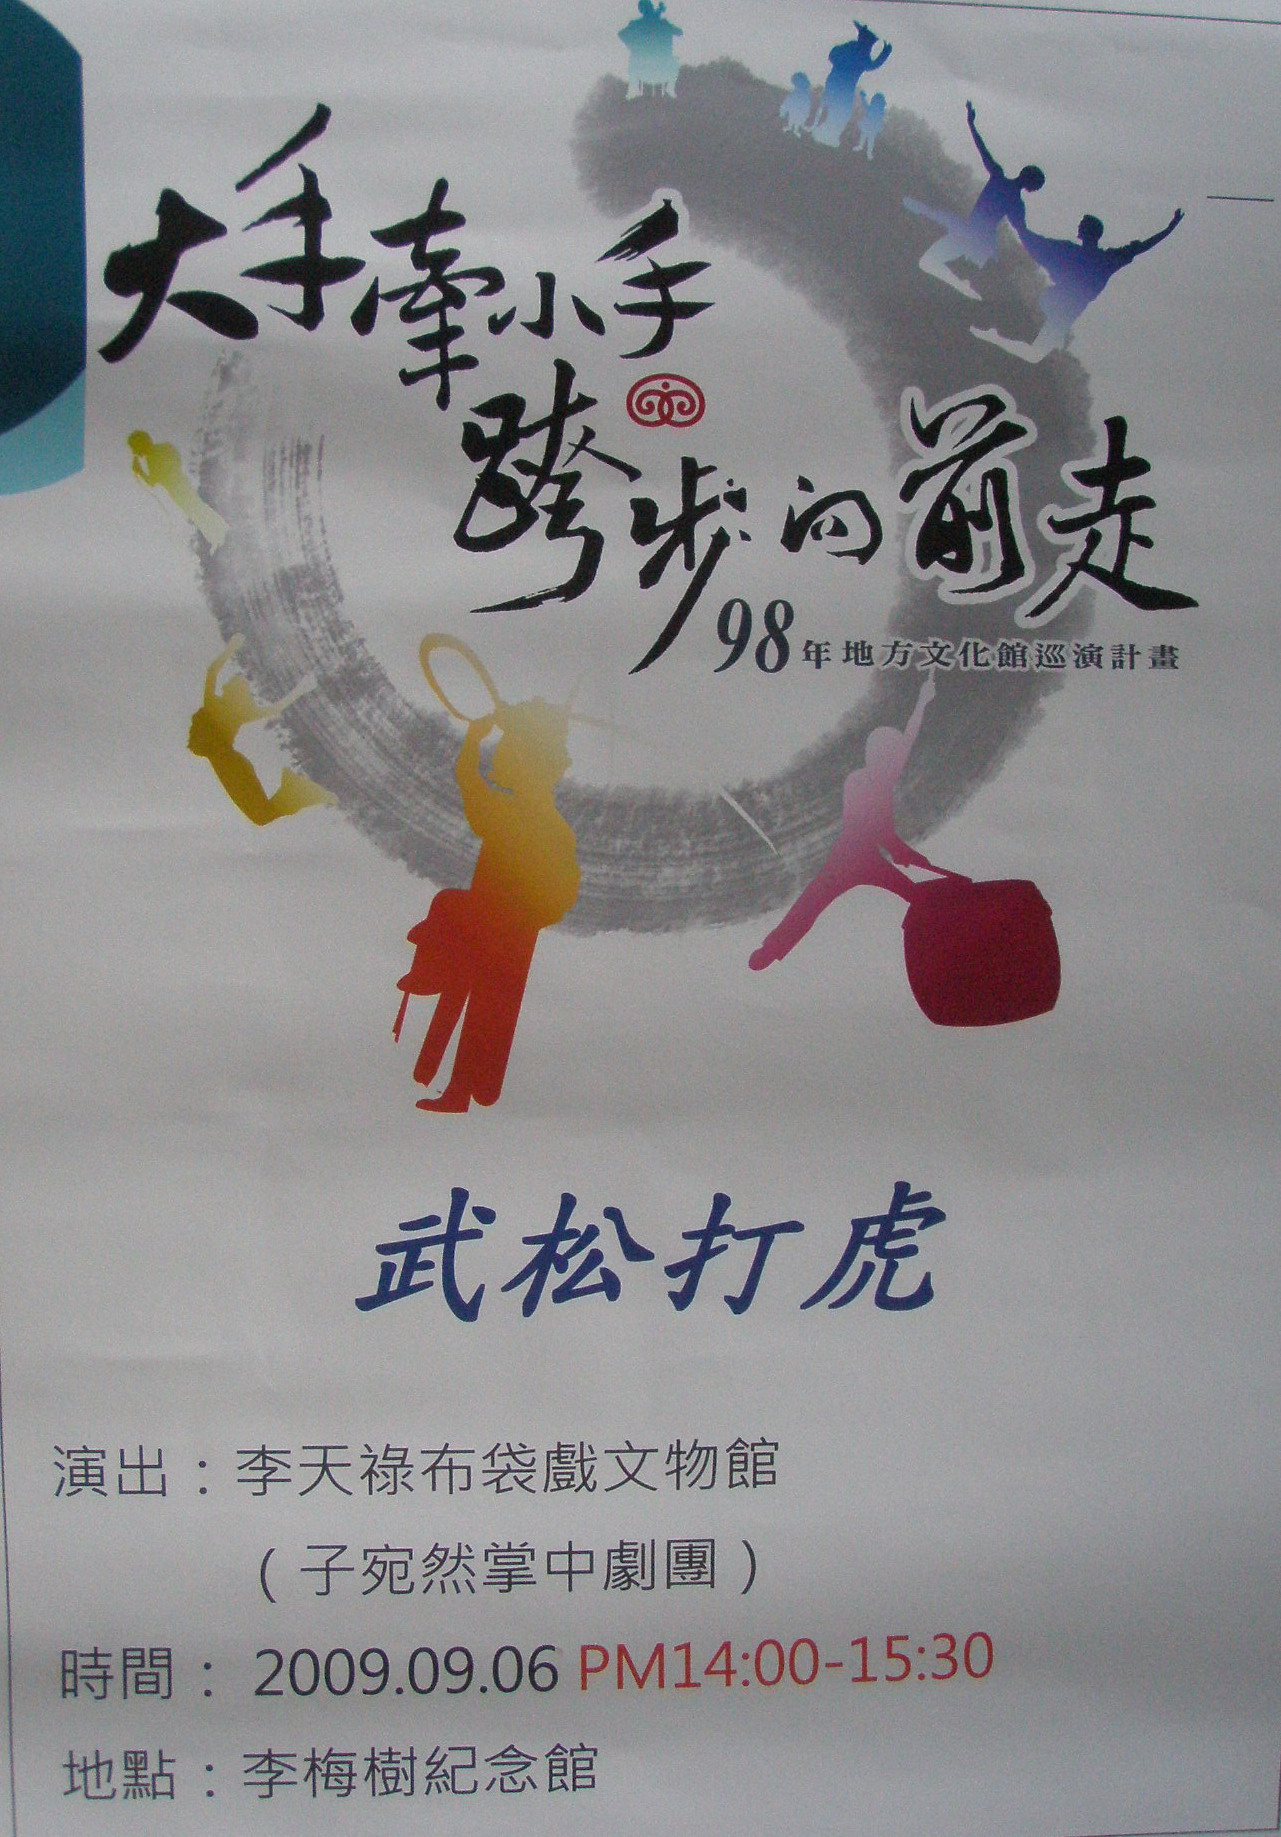 大手牽小手
跨步向前走
98年地方文化館巡演計畫
武松打虎
演出：李天祿布袋戲文物館
（子宛然掌中劇團）
時間： 2009.09.06 PM14:00-15:30
地點：李梅樹紀念館